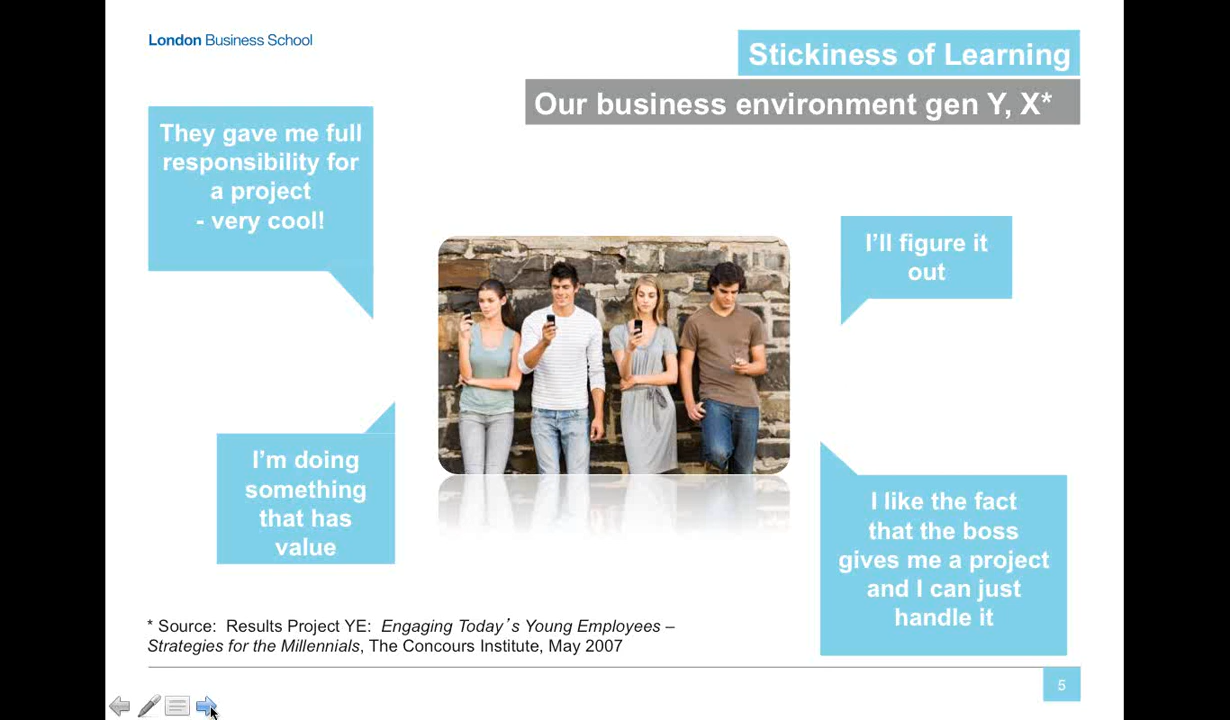 London Business School
Stickiness of Learning
Our business environment gen Y, X*
They gave me full
responsibility for
a project
- very cool!
I’ll figure it
out
I’m doing
something
that has
value
I like the fact
that the boss
gives me a project
and I can just
handle it
* Source: Results Project YE: Engaging Today’s Young Employees –
Strategies for the Millennials, The Concours Institute, May 2007
5